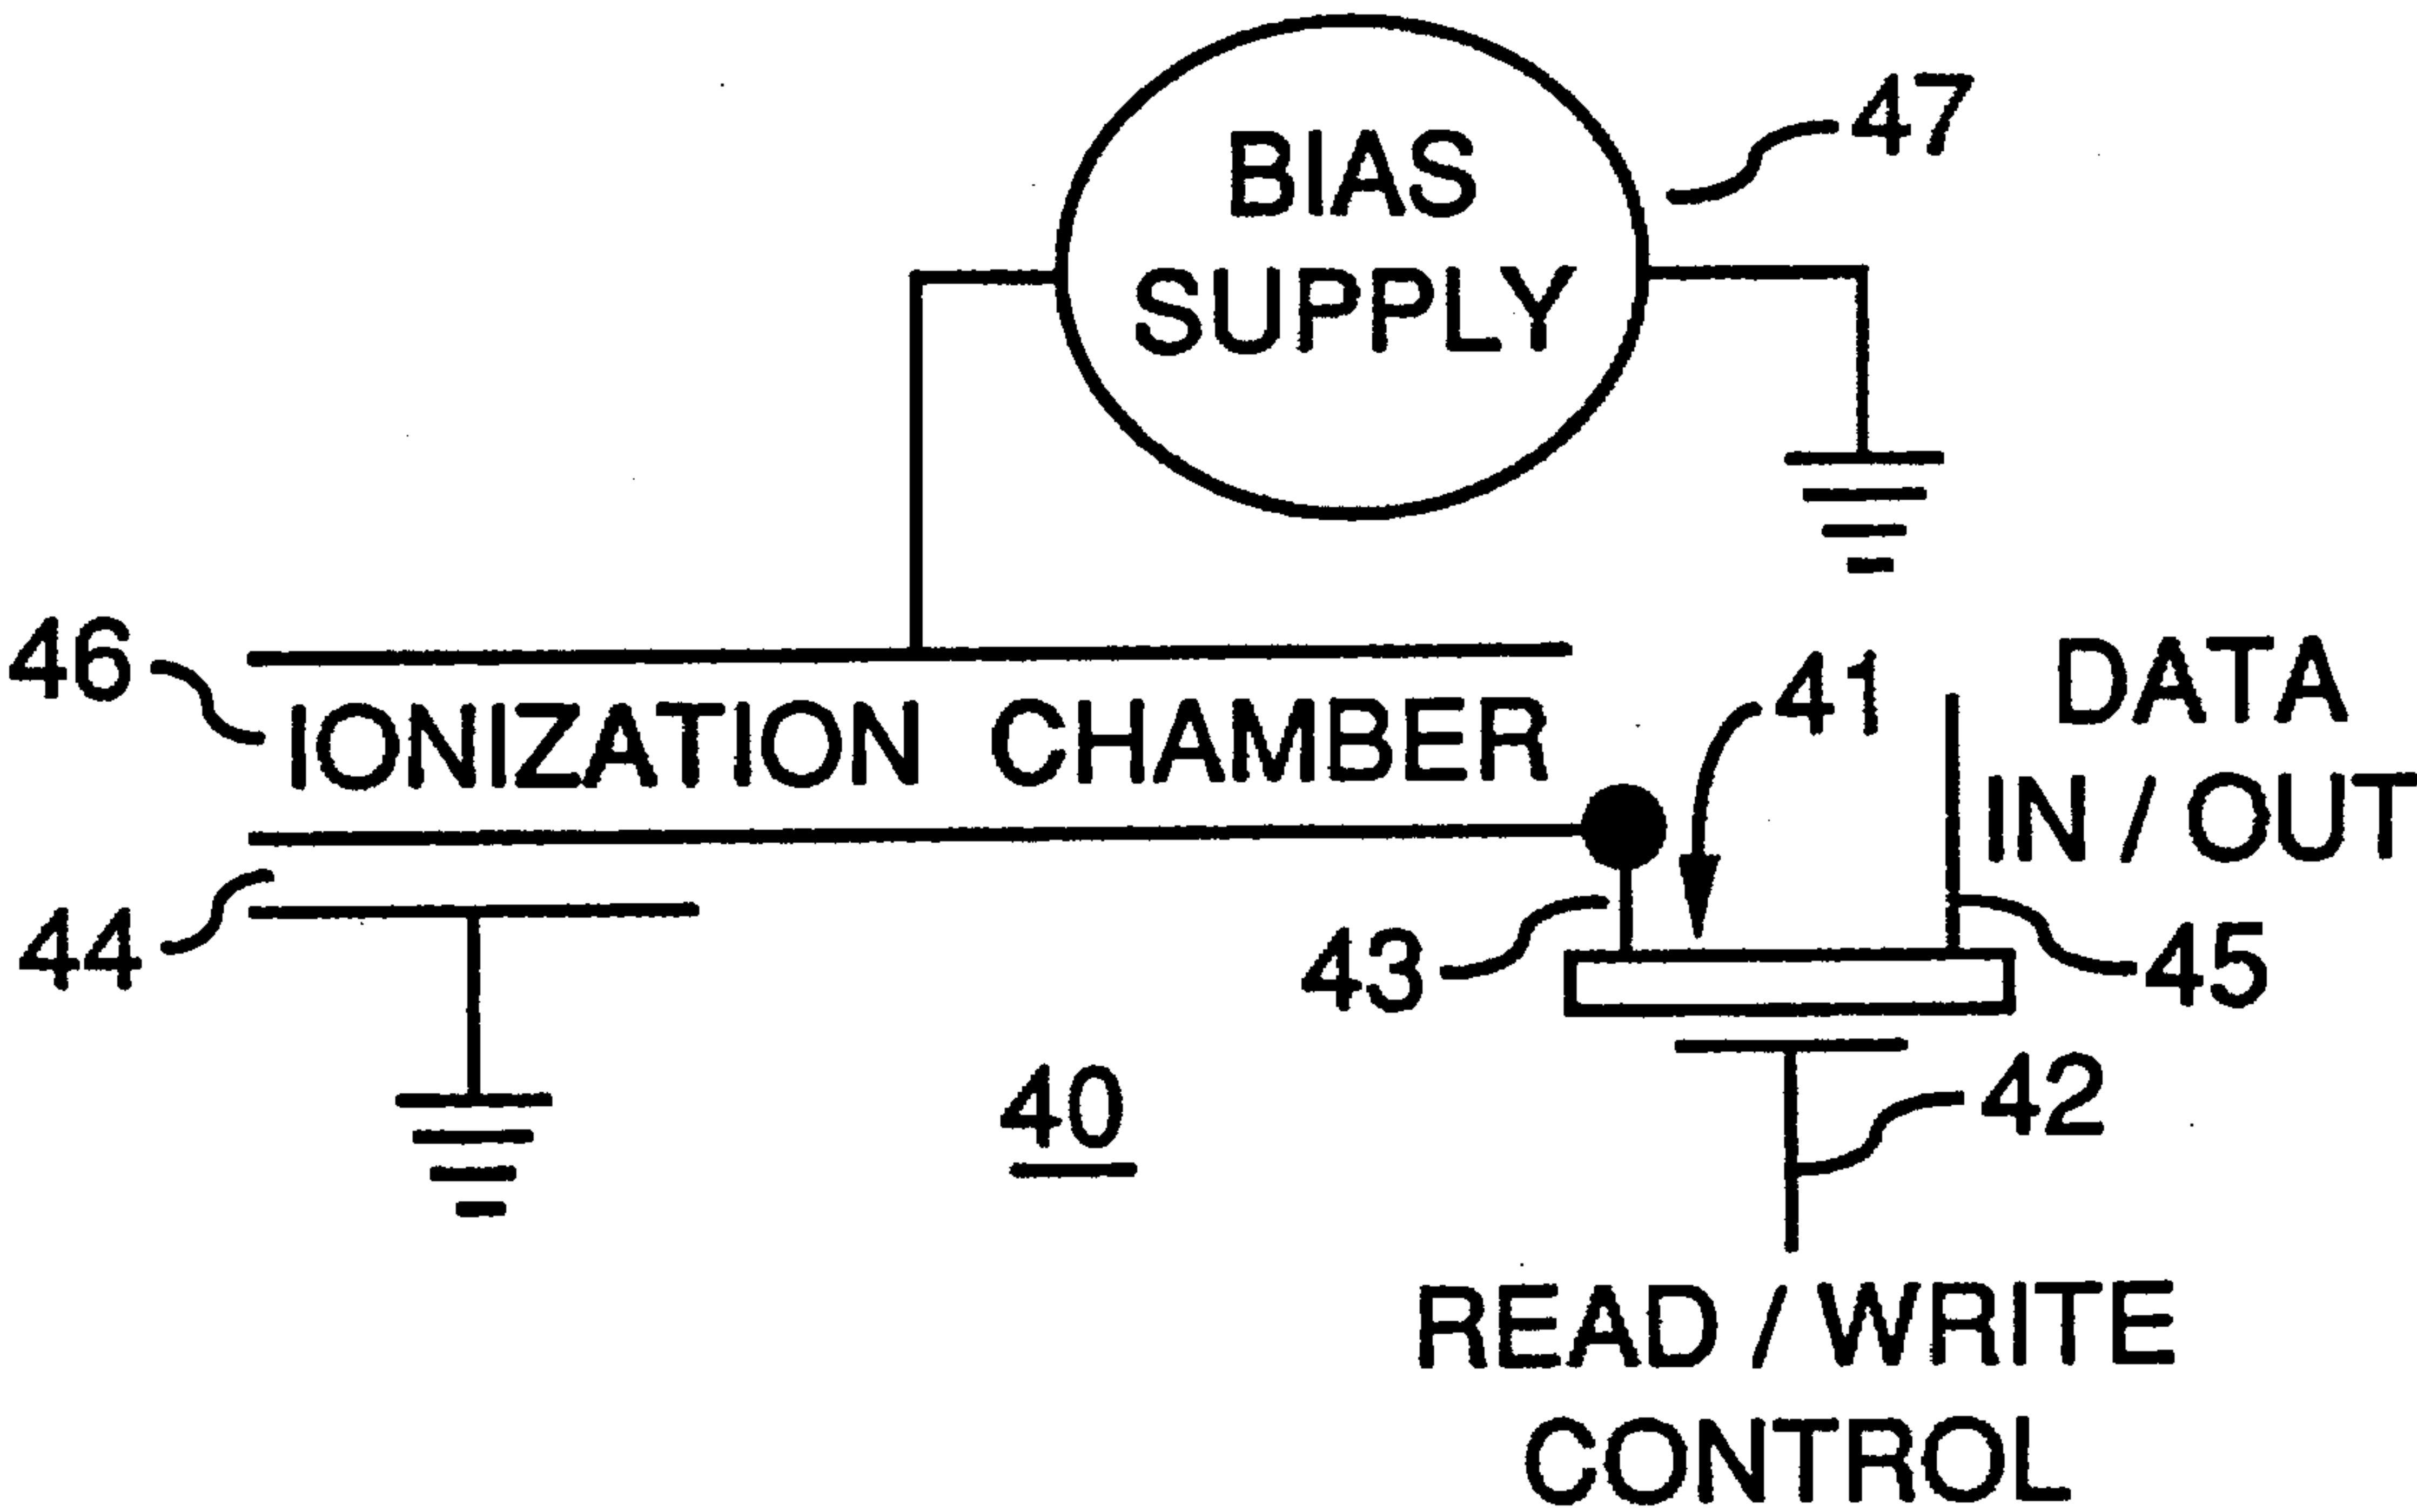 BIAS
SUPPLY
47
46
IONIZATION CHAMBER
41
DATA
IN / OUT
44
43
45
40
42
READ / WRITE
CONTROL